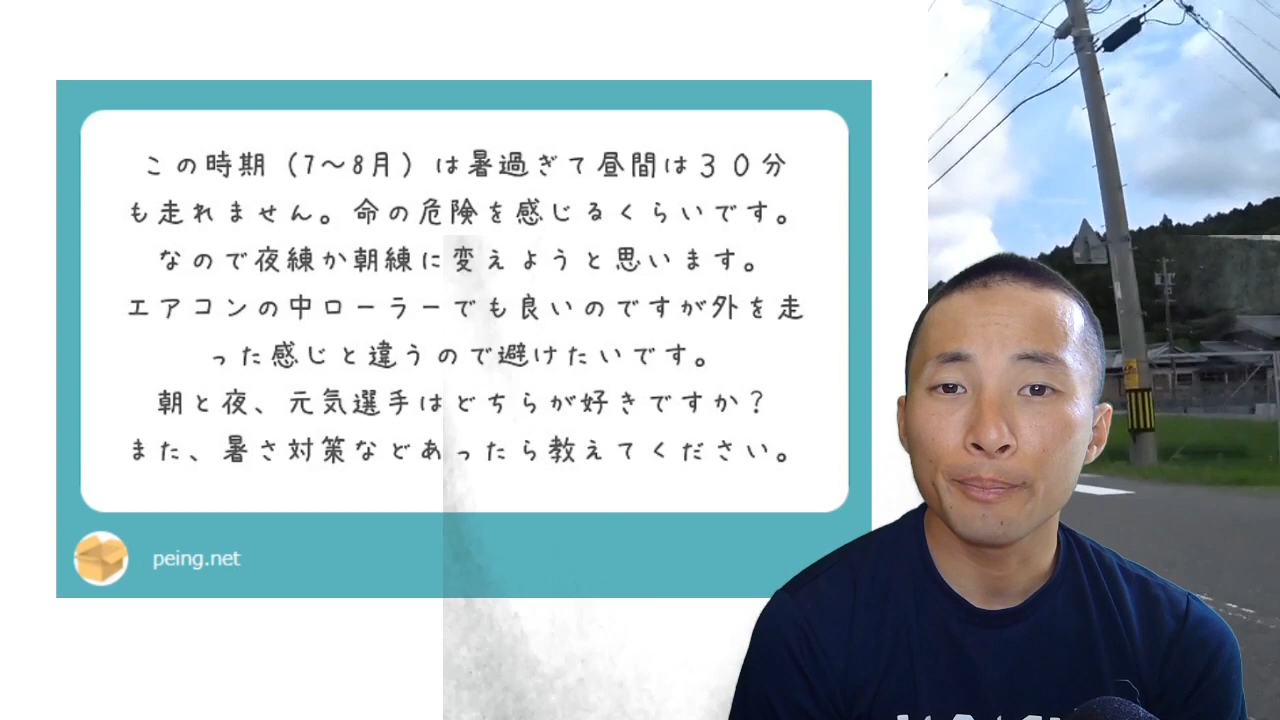 この時期（7～8月）は暑過ぎて昼間は３０分
も走れません。命の危険を感じるくらいです。
なので夜練か朝練に変えようと思います。
エアコンの中ローラーでも良いのですが外を走
った感じと違うので避けたいです。
朝と夜、元気選手はどちらが好きですか？
また、暑さ対策などあったら教えてください。
peing.net